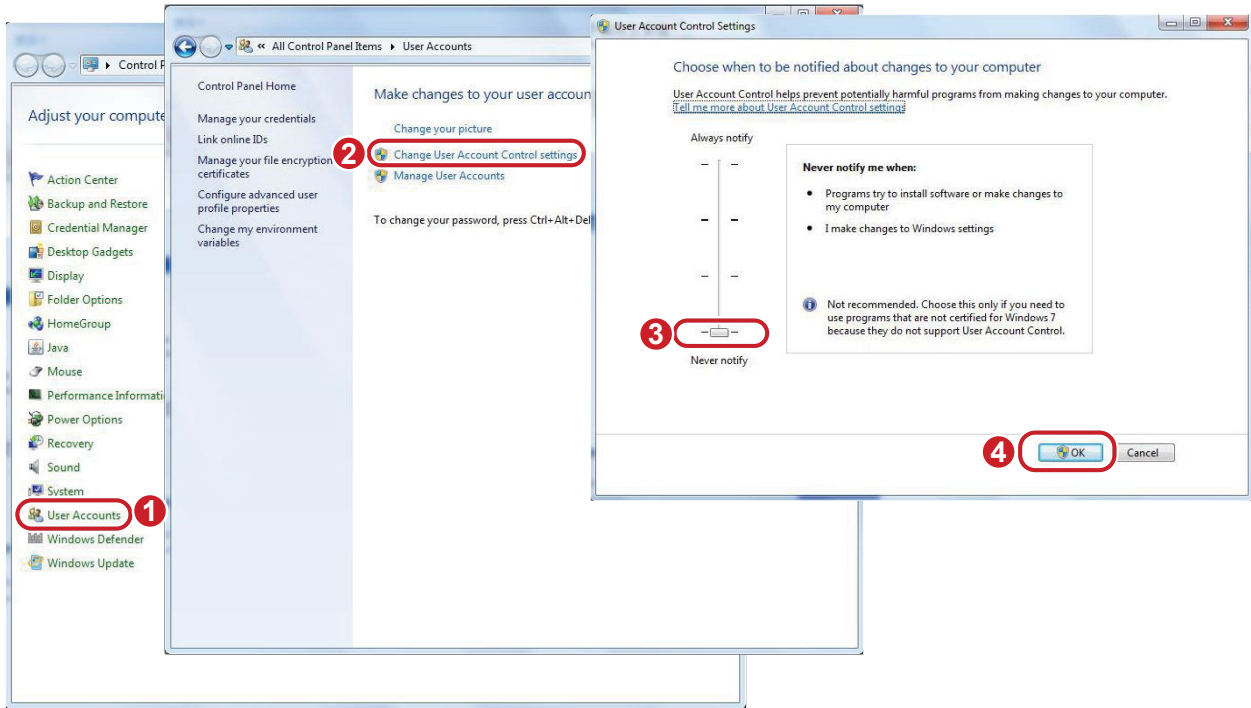 Control P
Adjust your compute
Action Center
Backup and Restore
Credential Manager
Desktop Gadgets
Display
Folder Options
HomeGroup
Java
Mouse
Performance Informati
Power Options
Recovery
Sound
System
User Accounts
1
Windows Defender
Windows Update
« All Control Panel Items
User Accounts
Control Panel Home
Manage your credentials
Link online IDs
Manage your file encryption
certificates
Configure advanced user
profile properties
Change my environment
variables
Make changes to your user accoun
Change your picture
2
Change User Account Control settings
Manage User Accounts
To change your password, press Ctrl+Alt+Del
User Account Control Settings
Choose when to be notified about changes to your computer
User Account Control helps prevent potentially harmful programs from making changes to your computer.
Tell me more about User Account Control settings
Always notify
3
Never notify
Never notify me when:
• Programs try to install software or make changes to
my computer
• I make changes to Windows settings
Not recommended. Choose this only if you need to
use programs that are not certified for Windows 7
because they do not support User Account Control.
4
OK
Cancel